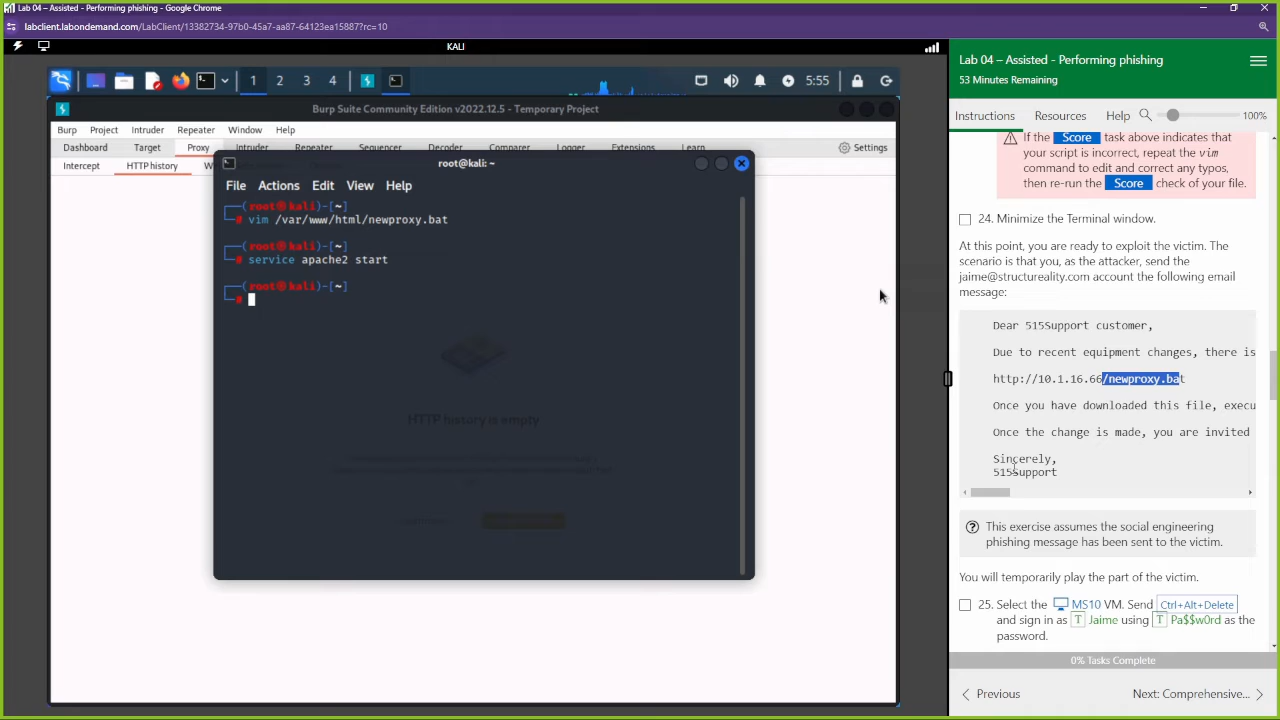 Lab 04 – Assisted - Performing phishing - Google Chrome
labclient.labondemand.com/LabClient/13382734-97b0-45a7-aa87-64123ea15887?rc=10
KALI
1 2 3 4
5:55
Burp Suite Community Edition v2022.12.5 - Temporary Project
Burp Project Intruder Repeater Window Help
Dashboard Target Proxy Intruder Repeater Sequencer Decoder Comparer Logger Extensions Learn Settings
Intercept HTTP history
root@kali: ~
File Actions Edit View Help
(root㉿kali)-[~]
# vim /var/www/html/newproxy.bat
(root㉿kali)-[~]
# service apache2 start
(root㉿kali)-[~]
#
HTTP history is empty
Lab 04 – Assisted - Performing phishing
53 Minutes Remaining
Instructions Resources Help 100%
If the Score task above indicates that
your script is incorrect, repeat the vim
command to edit and correct any typos,
then re-run the Score check of your file.
24. Minimize the Terminal window.
At this point, you are ready to exploit the victim. The
scenario is that you, as the attacker, send the
jaime@structureality.com account the following email
message:
Dear 515Support customer,
Due to recent equipment changes, there is
http://10.1.16.66/newproxy.bat
Once you have downloaded this file, execu
Once the change is made, you are invited
Sincerely,
515Support
This exercise assumes the social engineering
phishing message has been sent to the victim.
You will temporarily play the part of the victim.
25. Select the MS10 VM. Send Ctrl+Alt+Delete
and sign in as T Jaime using T Pa$$w0rd as the
password.
0% Tasks Complete
Previous Next: Comprehensive...